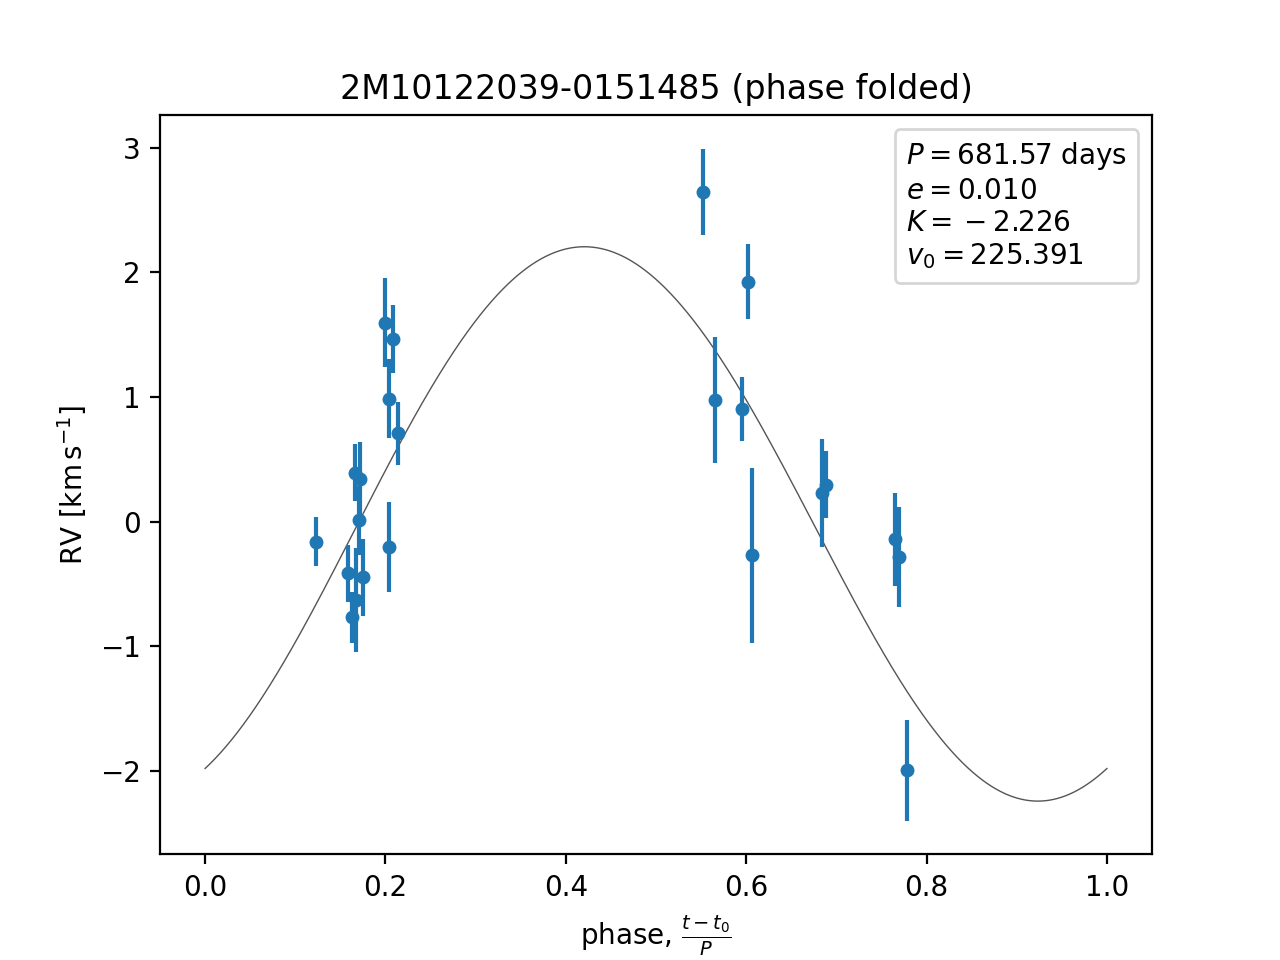 2M10122039-0151485 (phase folded)
P = 681.57 days
e = 0.010
K = −2.226
v₀ = 225.391
3
2
1
0
−1
−2
RV [km s⁻¹]
0.0 0.2 0.4 0.6 0.8 1.0
phase, (t − t₀)/P